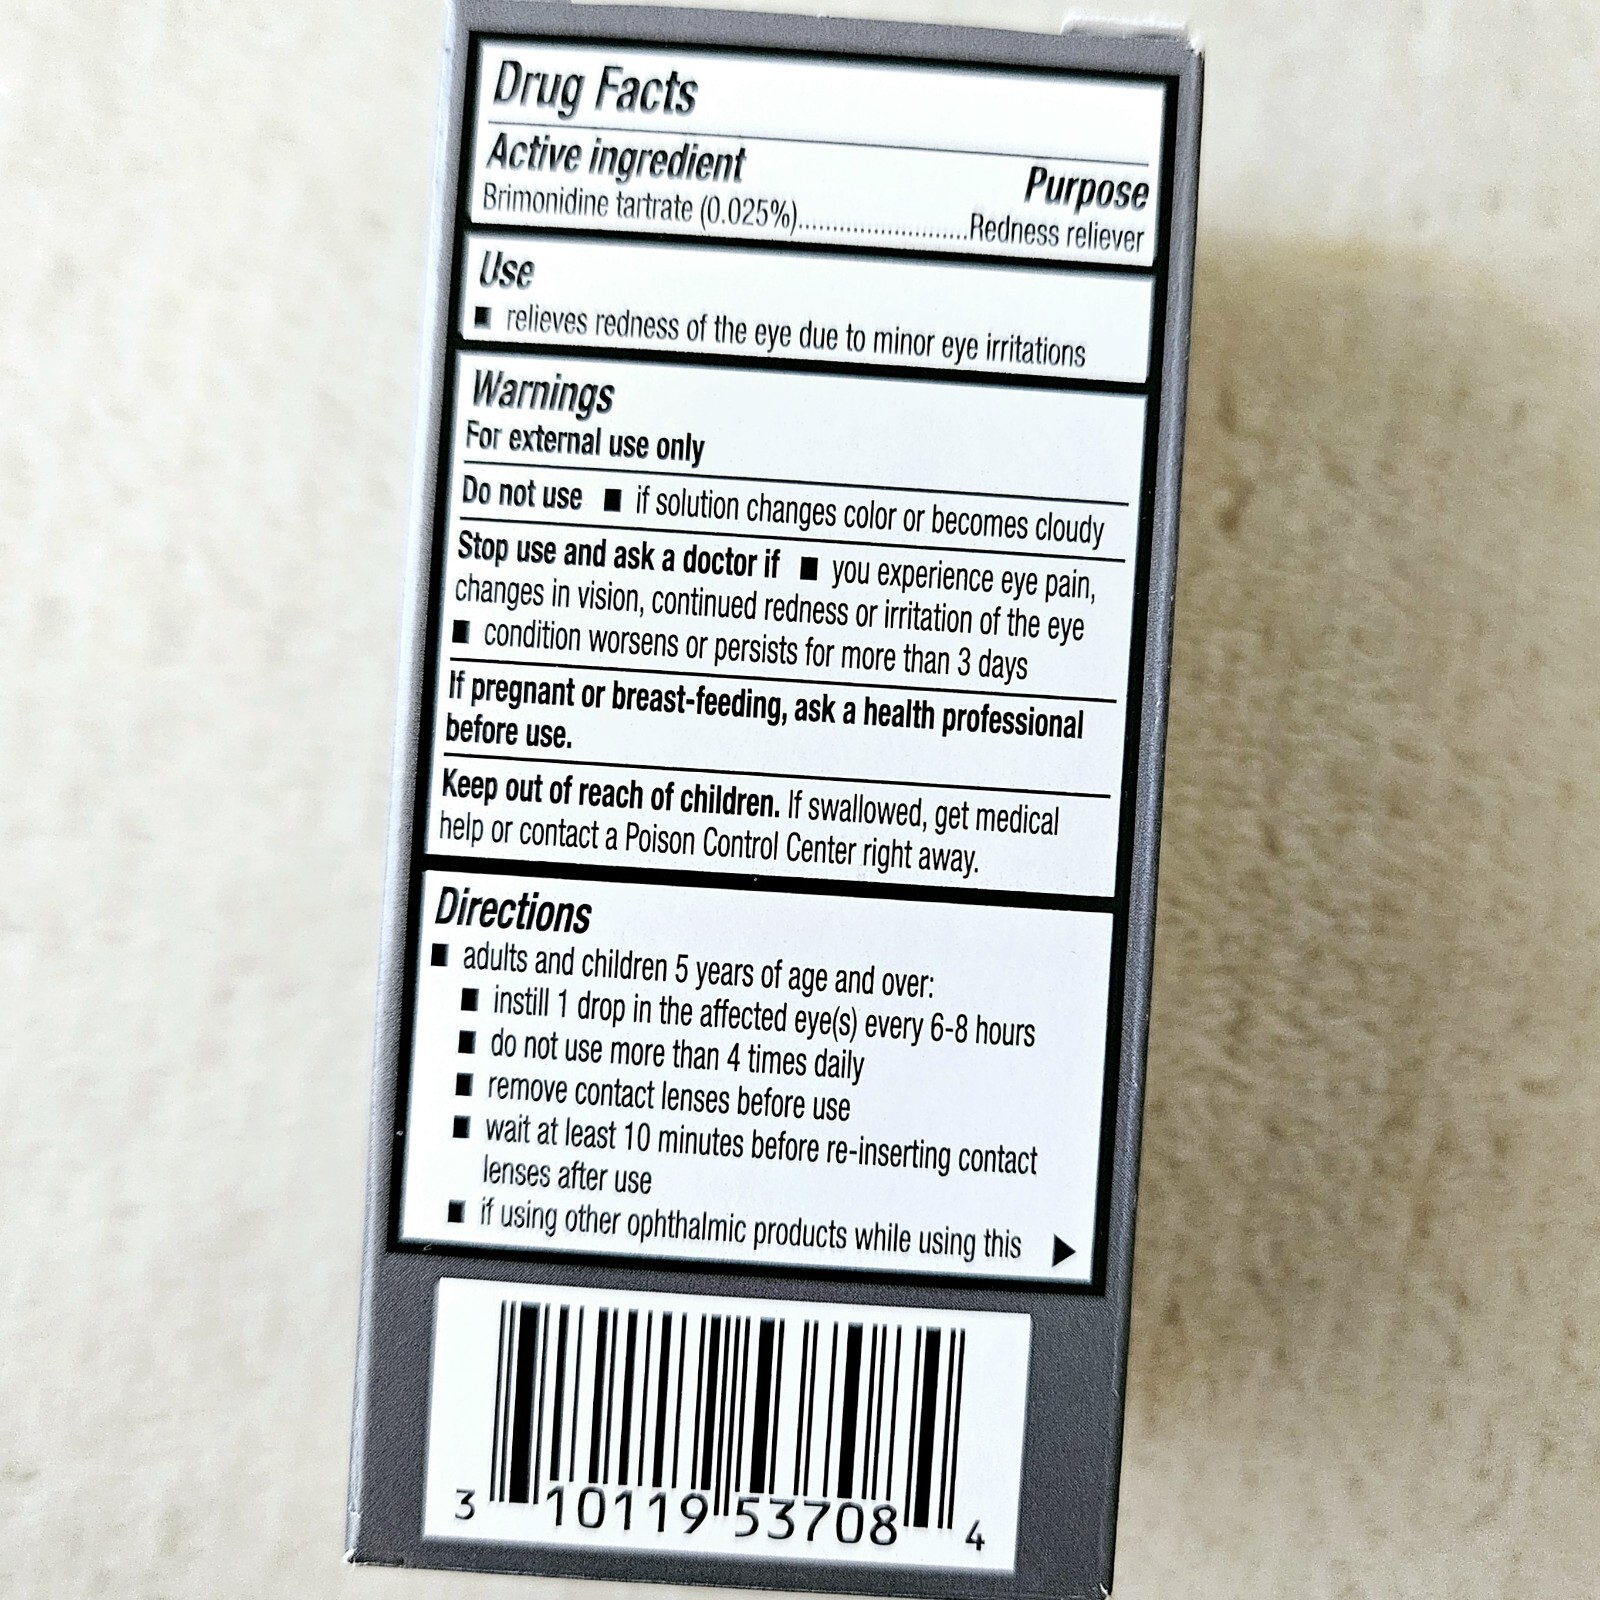 Drug Facts
Active ingredient Purpose
Brimonidine tartrate (0.025%)..........................Redness reliever
Use
■ relieves redness of the eye due to minor eye irritations
Warnings
For external use only
Do not use ■ if solution changes color or becomes cloudy
Stop use and ask a doctor if ■ you experience eye pain,
changes in vision, continued redness or irritation of the eye
■ condition worsens or persists for more than 3 days
If pregnant or breast-feeding, ask a health professional
before use.
Keep out of reach of children. If swallowed, get medical
help or contact a Poison Control Center right away.
Directions
■ adults and children 5 years of age and over:
■ instill 1 drop in the affected eye(s) every 6-8 hours
■ do not use more than 4 times daily
■ remove contact lenses before use
■ wait at least 10 minutes before re-inserting contact
lenses after use
■ if using other ophthalmic products while using this ▶
3 10119 53708 4